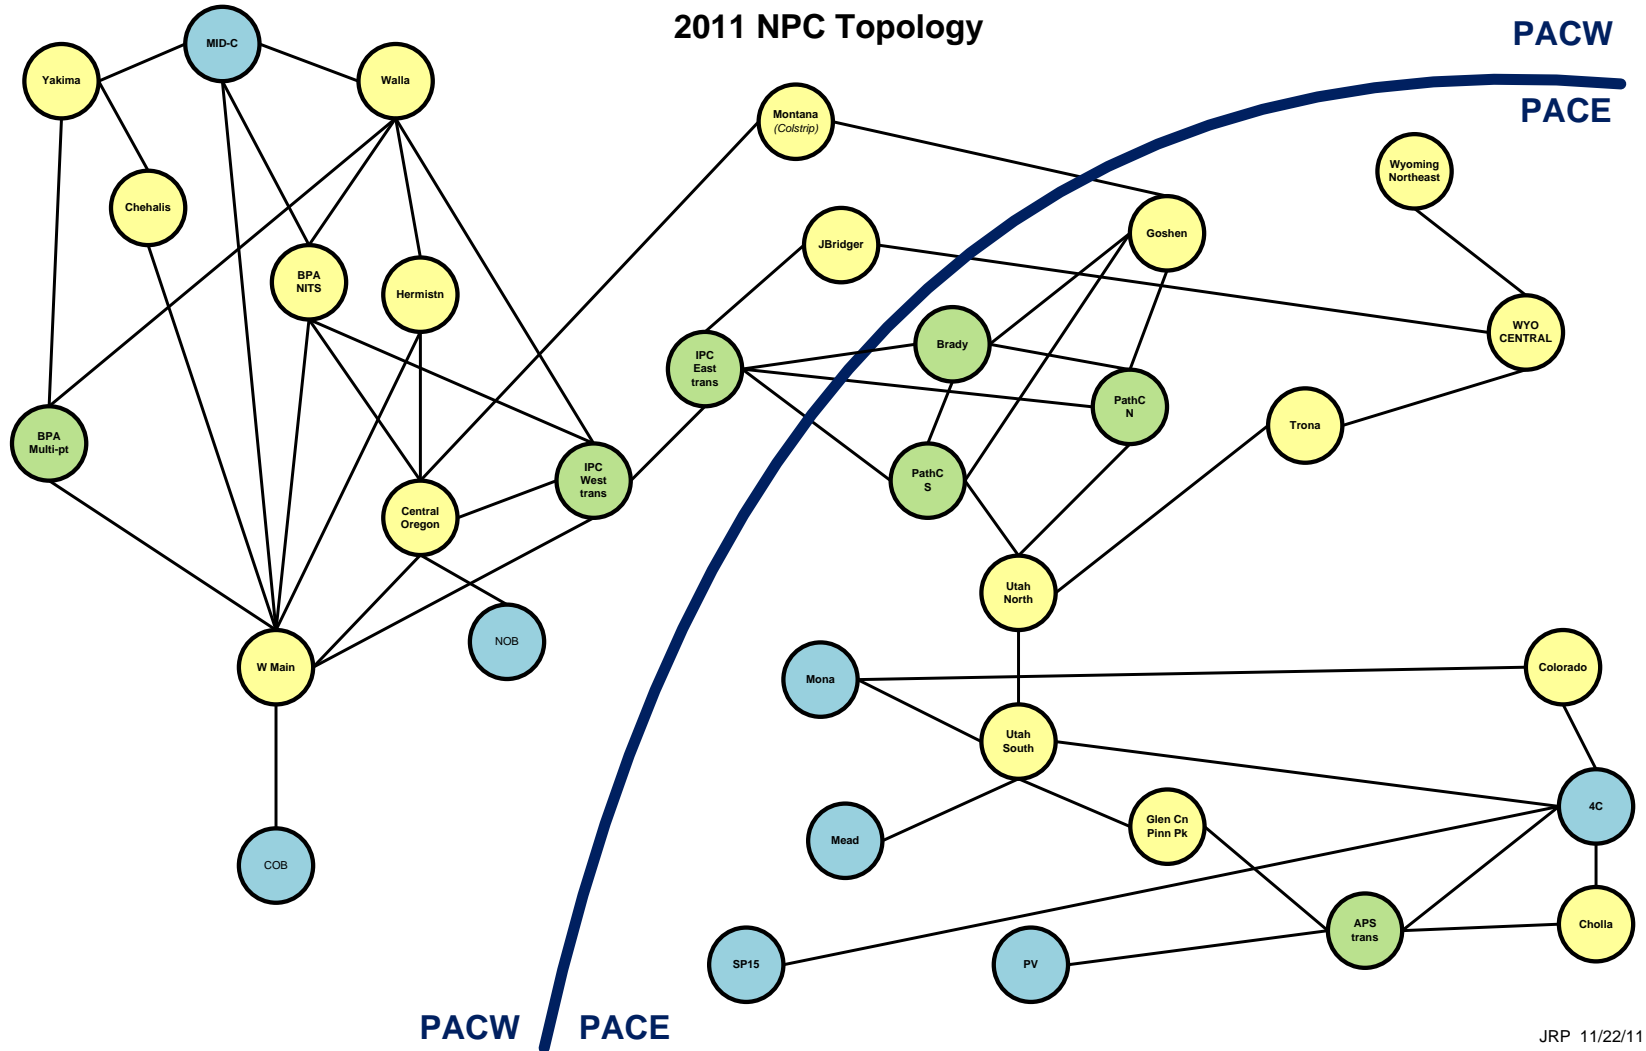 2011 NPC Topology
PACW
PACE
MID-C
Yakima
Walla
Montana
(Colstrip)
Wyoming
Northeast
Chehalis
JBridger
Goshen
BPA
NITS
Hermistn
WYO
CENTRAL
Brady
IPC
East
trans
PathC
N
Trona
BPA
Multi-pt
IPC
West
trans
PathC
S
Central
Oregon
Utah
North
NOB
W Main
Mona
Colorado
Utah
South
4C
Glen Cn
Pinn Pk
Mead
COB
APS
trans
Cholla
SP15
PV
PACW
PACE
JRP 11/22/11